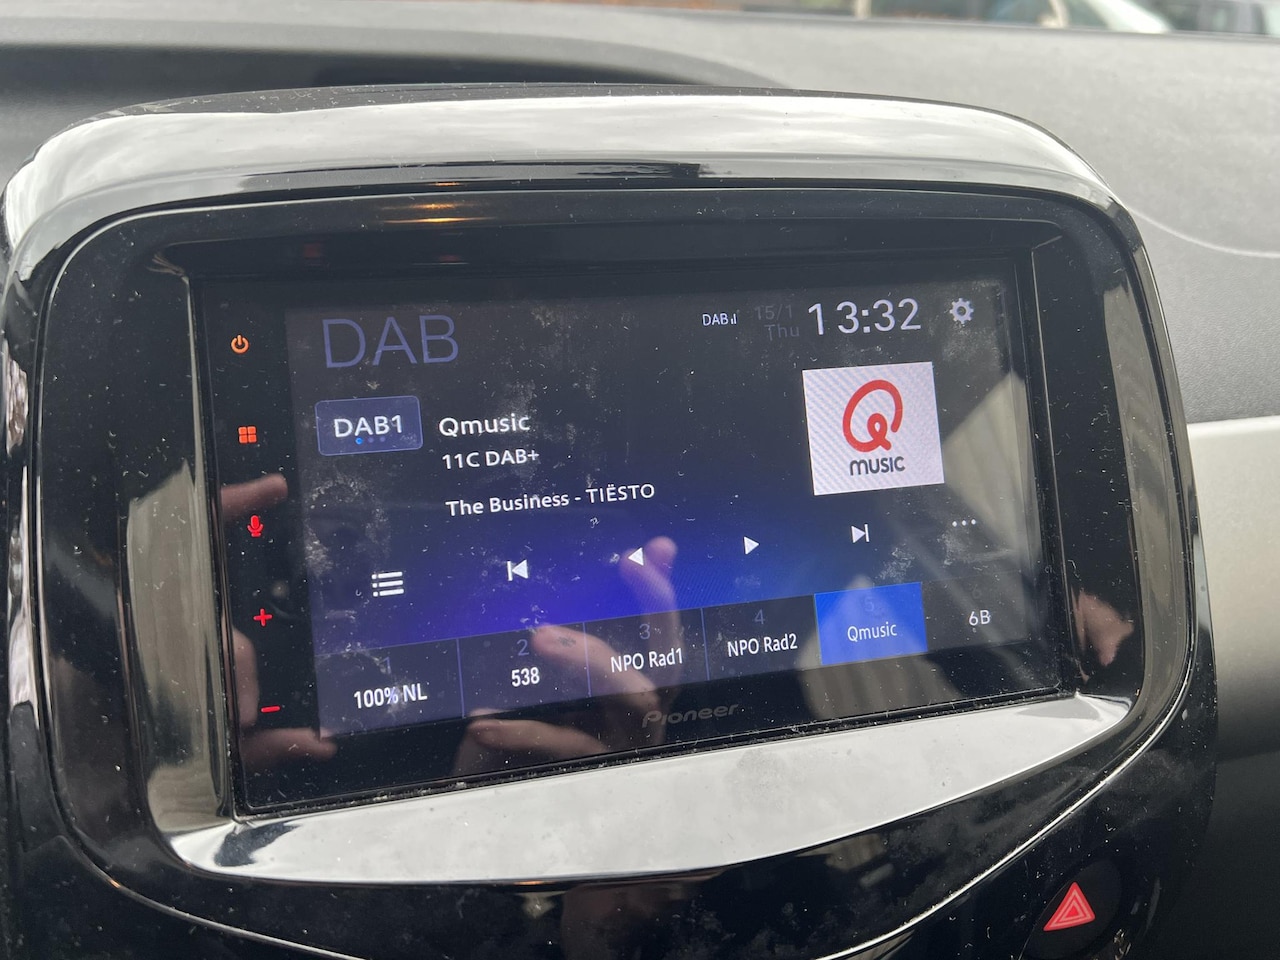 DAB
DAB 15/1 Thu 13:32
DAB1
Qmusic
11C DAB+
The Business - TIËSTO
Q
MUSIC
100% NL
2
538
3
NPO Rad1
4
NPO Rad2
5
Qmusic
6B
Pioneer